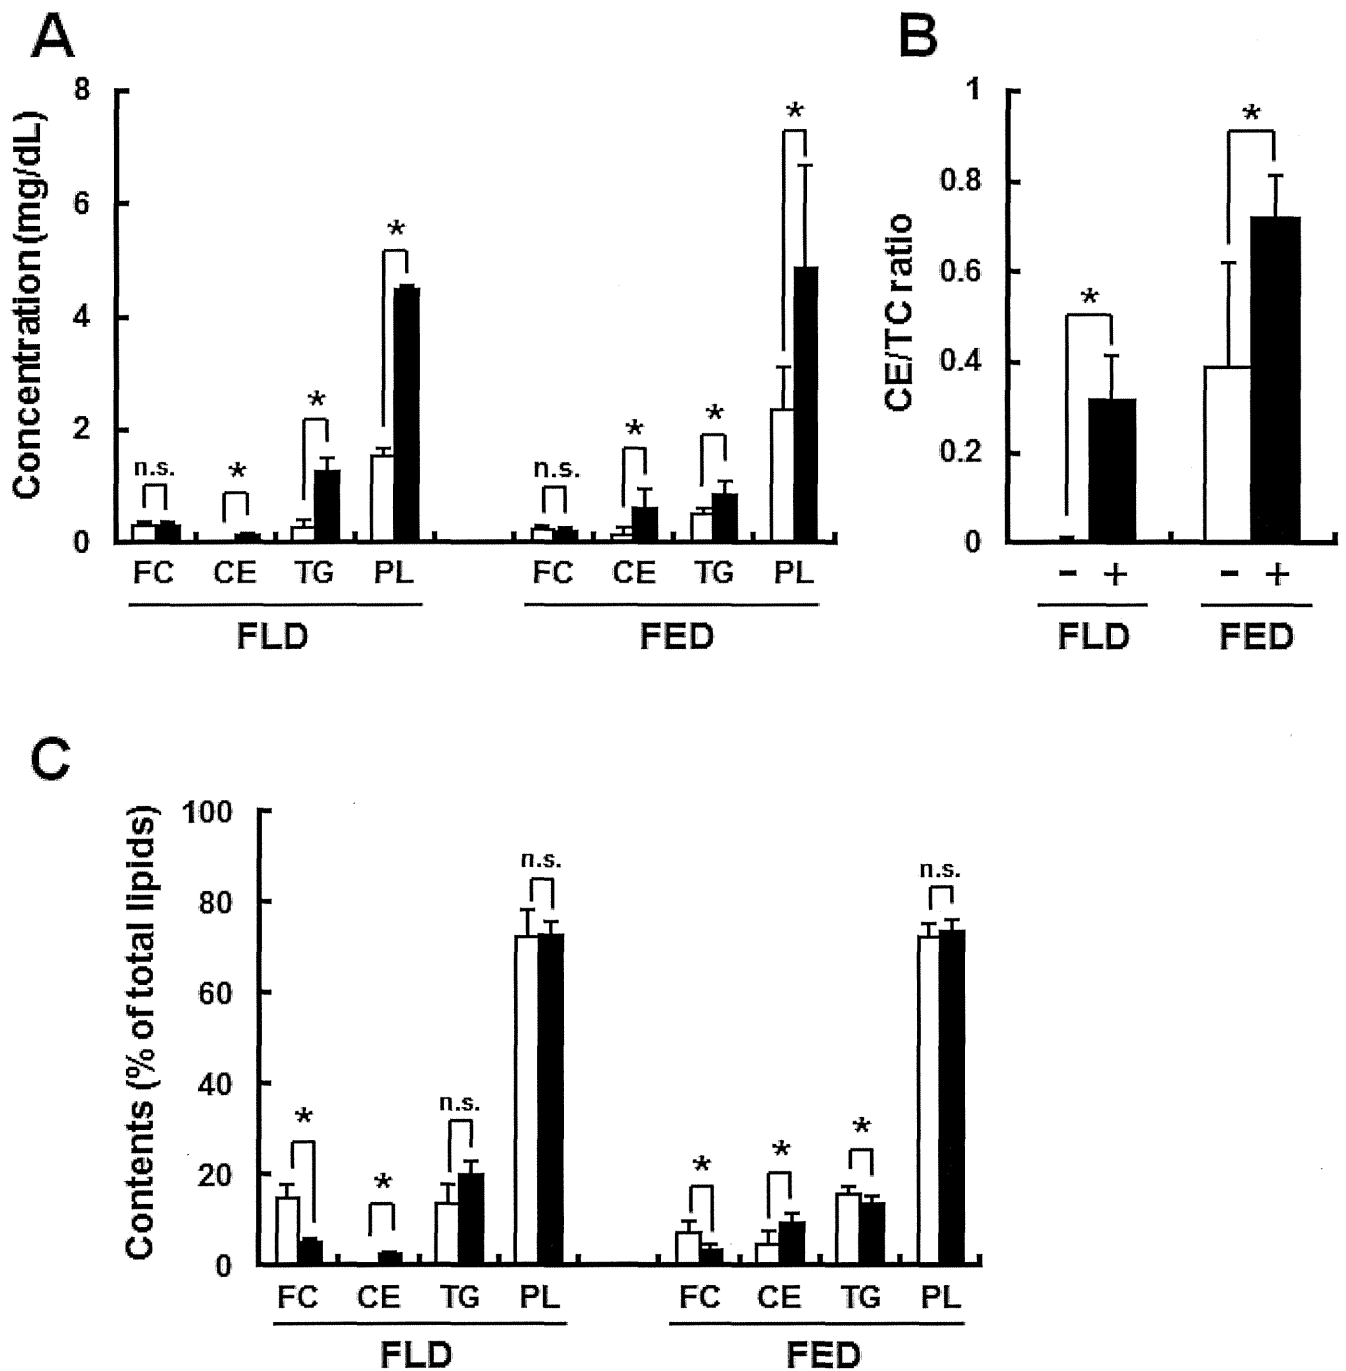 A
Concentration (mg/dL)
8
6
4
2
0
n.s.
*
*
*
n.s.
*
*
*
FC CE TG PL FC CE TG PL
FLD FED
B
CE/TC ratio
1
0.8
0.6
0.4
0.2
0
*
*
− + − +
FLD FED
C
Contents (% of total lipids)
100
80
60
40
20
0
*
*
n.s.
n.s.
*
*
*
n.s.
FC CE TG PL FC CE TG PL
FLD FED